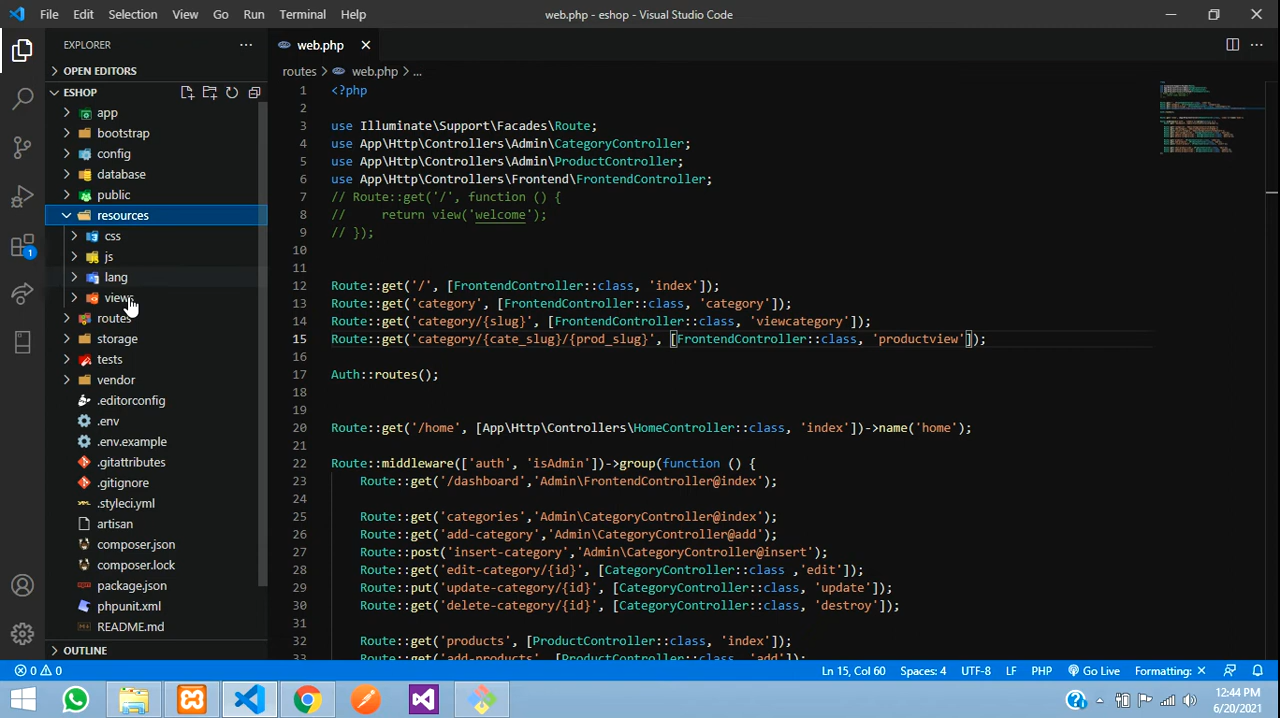 File Edit Selection View Go Run Terminal Help
web.php - eshop - Visual Studio Code
EXPLORER
OPEN EDITORS
ESHOP
app
bootstrap
config
database
public
resources
css
js
lang
views
routes
storage
tests
vendor
.editorconfig
.env
.env.example
.gitattributes
.gitignore
.styleci.yml
artisan
composer.json
composer.lock
package.json
phpunit.xml
README.md
OUTLINE
1
web.php
routes > web.php > ...
1 <?php
2
3 use Illuminate\Support\Facades\Route;
4 use App\Http\Controllers\Admin\CategoryController;
5 use App\Http\Controllers\Admin\ProductController;
6 use App\Http\Controllers\Frontend\FrontendController;
7 // Route::get('/', function () {
8 //     return view('welcome');
9 // });
10
11
12 Route::get('/', [FrontendController::class, 'index']);
13 Route::get('category', [FrontendController::class, 'category']);
14 Route::get('category/{slug}', [FrontendController::class, 'viewcategory']);
15 Route::get('category/{cate_slug}/{prod_slug}', [FrontendController::class, 'productview']);
16
17 Auth::routes();
18
19
20 Route::get('/home', [App\Http\Controllers\HomeController::class, 'index'])->name('home');
21
22 Route::middleware(['auth', 'isAdmin'])->group(function () {
23     Route::get('/dashboard','Admin\FrontendController@index');
24
25     Route::get('categories','Admin\CategoryController@index');
26     Route::get('add-category','Admin\CategoryController@add');
27     Route::post('insert-category','Admin\CategoryController@insert');
28     Route::get('edit-category/{id}', [CategoryController::class ,'edit']);
29     Route::put('update-category/{id}', [CategoryController::class, 'update']);
30     Route::get('delete-category/{id}', [CategoryController::class, 'destroy']);
31
32     Route::get('products', [ProductController::class, 'index']);
33     Route::get('add-products', [ProductController::class, 'add']);
0 0
Ln 15, Col 60 Spaces: 4 UTF-8 LF PHP Go Live Formatting: ×
12:44 PM
6/20/2021